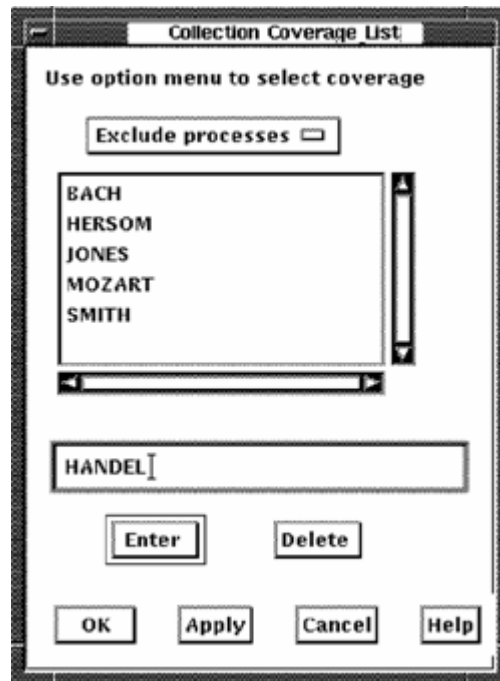 Collection Coverage List
Use option menu to select coverage
Exclude processes
BACH
HERSOM
JONES
MOZART
SMITH
HANDEL
Enter Delete
OK Apply Cancel Help